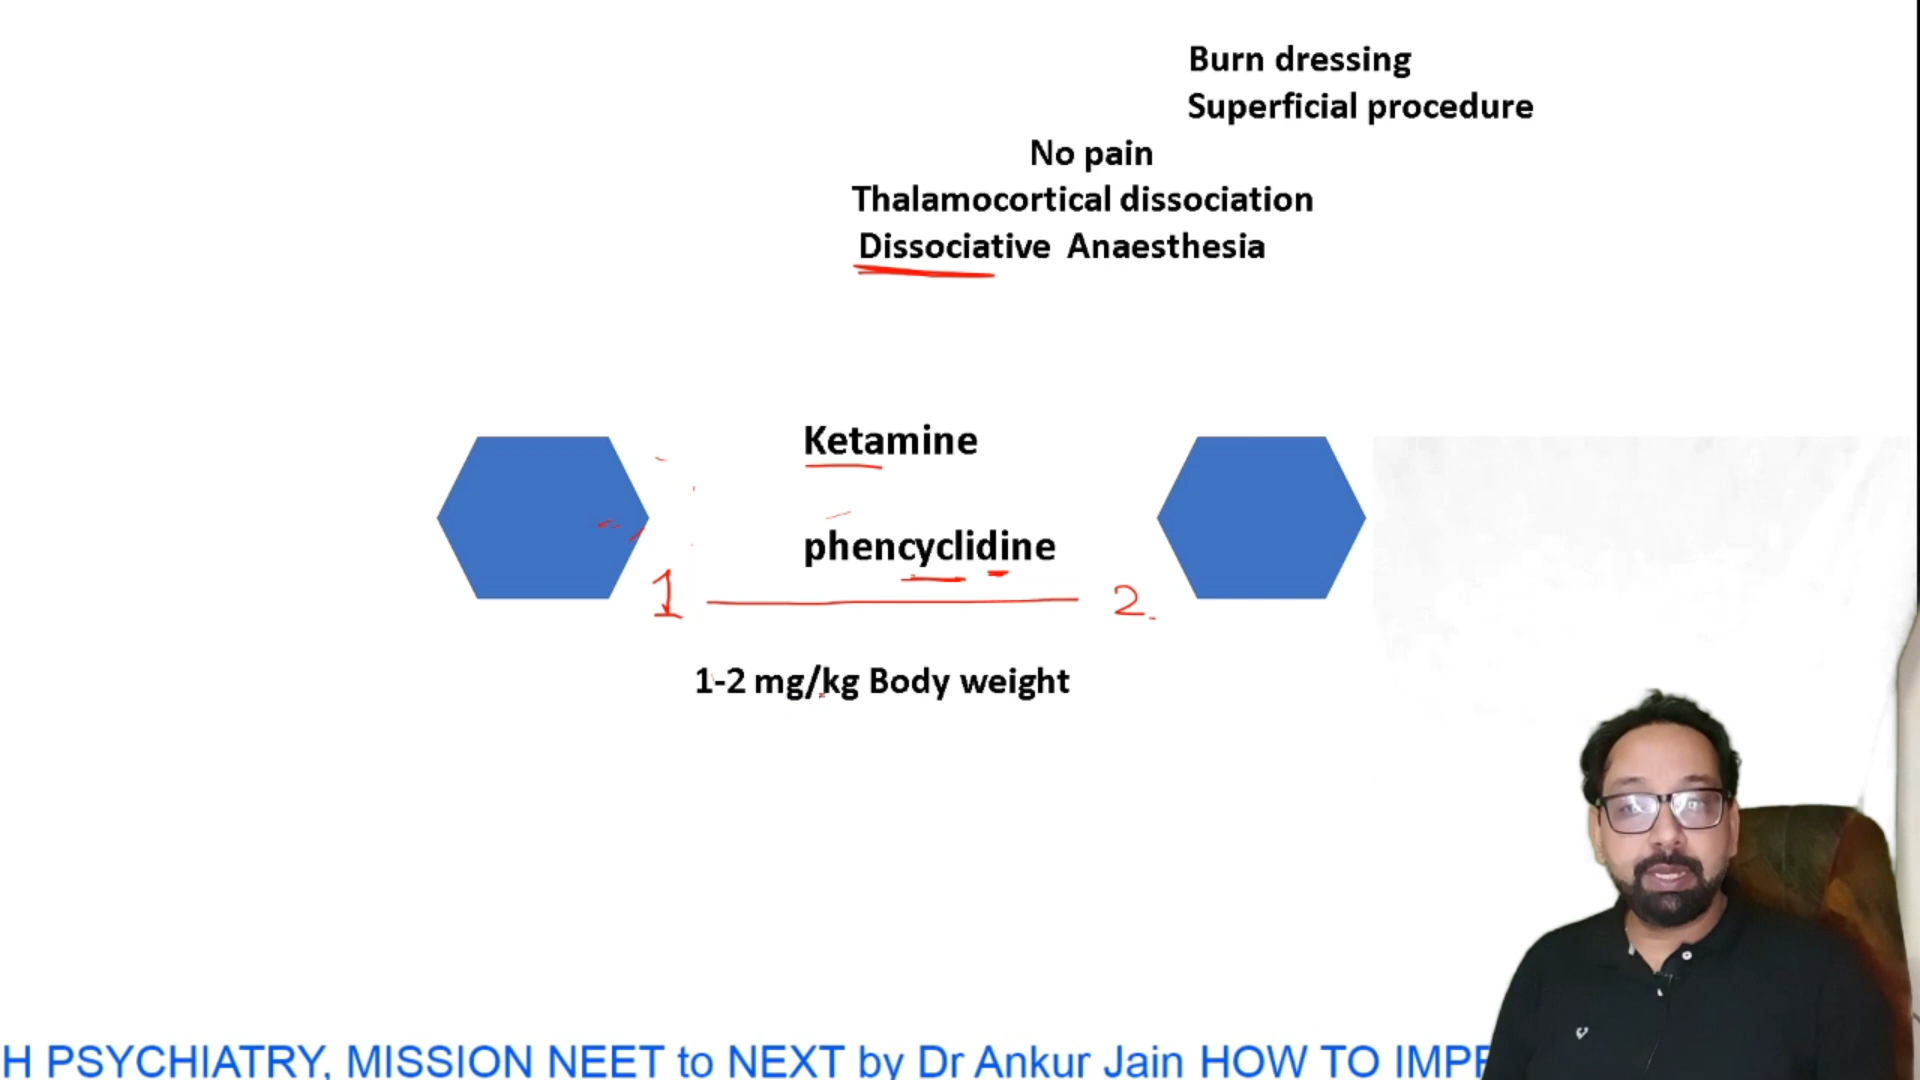 Burn dressing
Superficial procedure
No pain
Thalamocortical dissociation
Dissociative Anaesthesia
Ketamine
phencyclidine
1
2.
1-2 mg/kg Body weight
H PSYCHIATRY, MISSION NEET to NEXT by Dr Ankur Jain HOW TO IMP